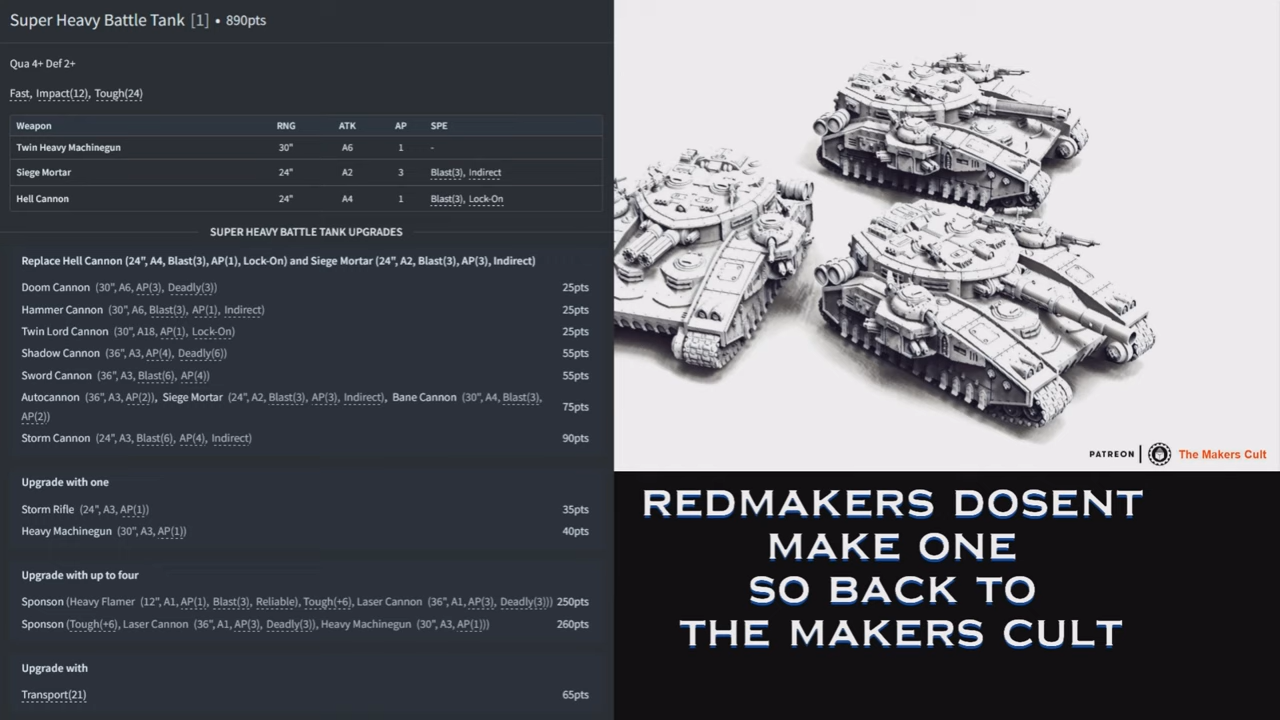 Super Heavy Battle Tank [1] • 890pts
Qua 4+ Def 2+
Fast, Impact(12), Tough(24)
Weapon RNG ATK AP SPE
Twin Heavy Machinegun 30" A6 1 -
Siege Mortar 24" A2 3 Blast(3), Indirect
Hell Cannon 24" A4 1 Blast(3), Lock-On
SUPER HEAVY BATTLE TANK UPGRADES
Replace Hell Cannon (24", A4, Blast(3), AP(1), Lock-On) and Siege Mortar (24", A2, Blast(3), AP(3), Indirect)
Doom Cannon (30", A6, AP(3), Deadly(3)) 25pts
Hammer Cannon (30", A6, Blast(3), AP(1), Indirect) 25pts
Twin Lord Cannon (30", A18, AP(1), Lock-On) 25pts
Shadow Cannon (36", A3, AP(4), Deadly(6)) 55pts
Sword Cannon (36", A3, Blast(6), AP(4)) 55pts
Autocannon (36", A3, AP(2)), Siege Mortar (24", A2, Blast(3), AP(3), Indirect), Bane Cannon (30", A4, Blast(3),
AP(2)) 75pts
Storm Cannon (24", A3, Blast(6), AP(4), Indirect) 90pts
Upgrade with one
Storm Rifle (24", A3, AP(1)) 35pts
Heavy Machinegun (30", A3, AP(1)) 40pts
Upgrade with up to four
Sponson (Heavy Flamer (12", A1, AP(1), Blast(3), Reliable), Tough(+6), Laser Cannon (36", A1, AP(3), Deadly(3))) 250pts
Sponson (Tough(+6), Laser Cannon (36", A1, AP(3), Deadly(3)), Heavy Machinegun (30", A3, AP(1))) 260pts
Upgrade with
Transport(21) 65pts
PATREON | The Makers Cult
REDMAKERS DOSENT
MAKE ONE
SO BACK TO
THE MAKERS CULT